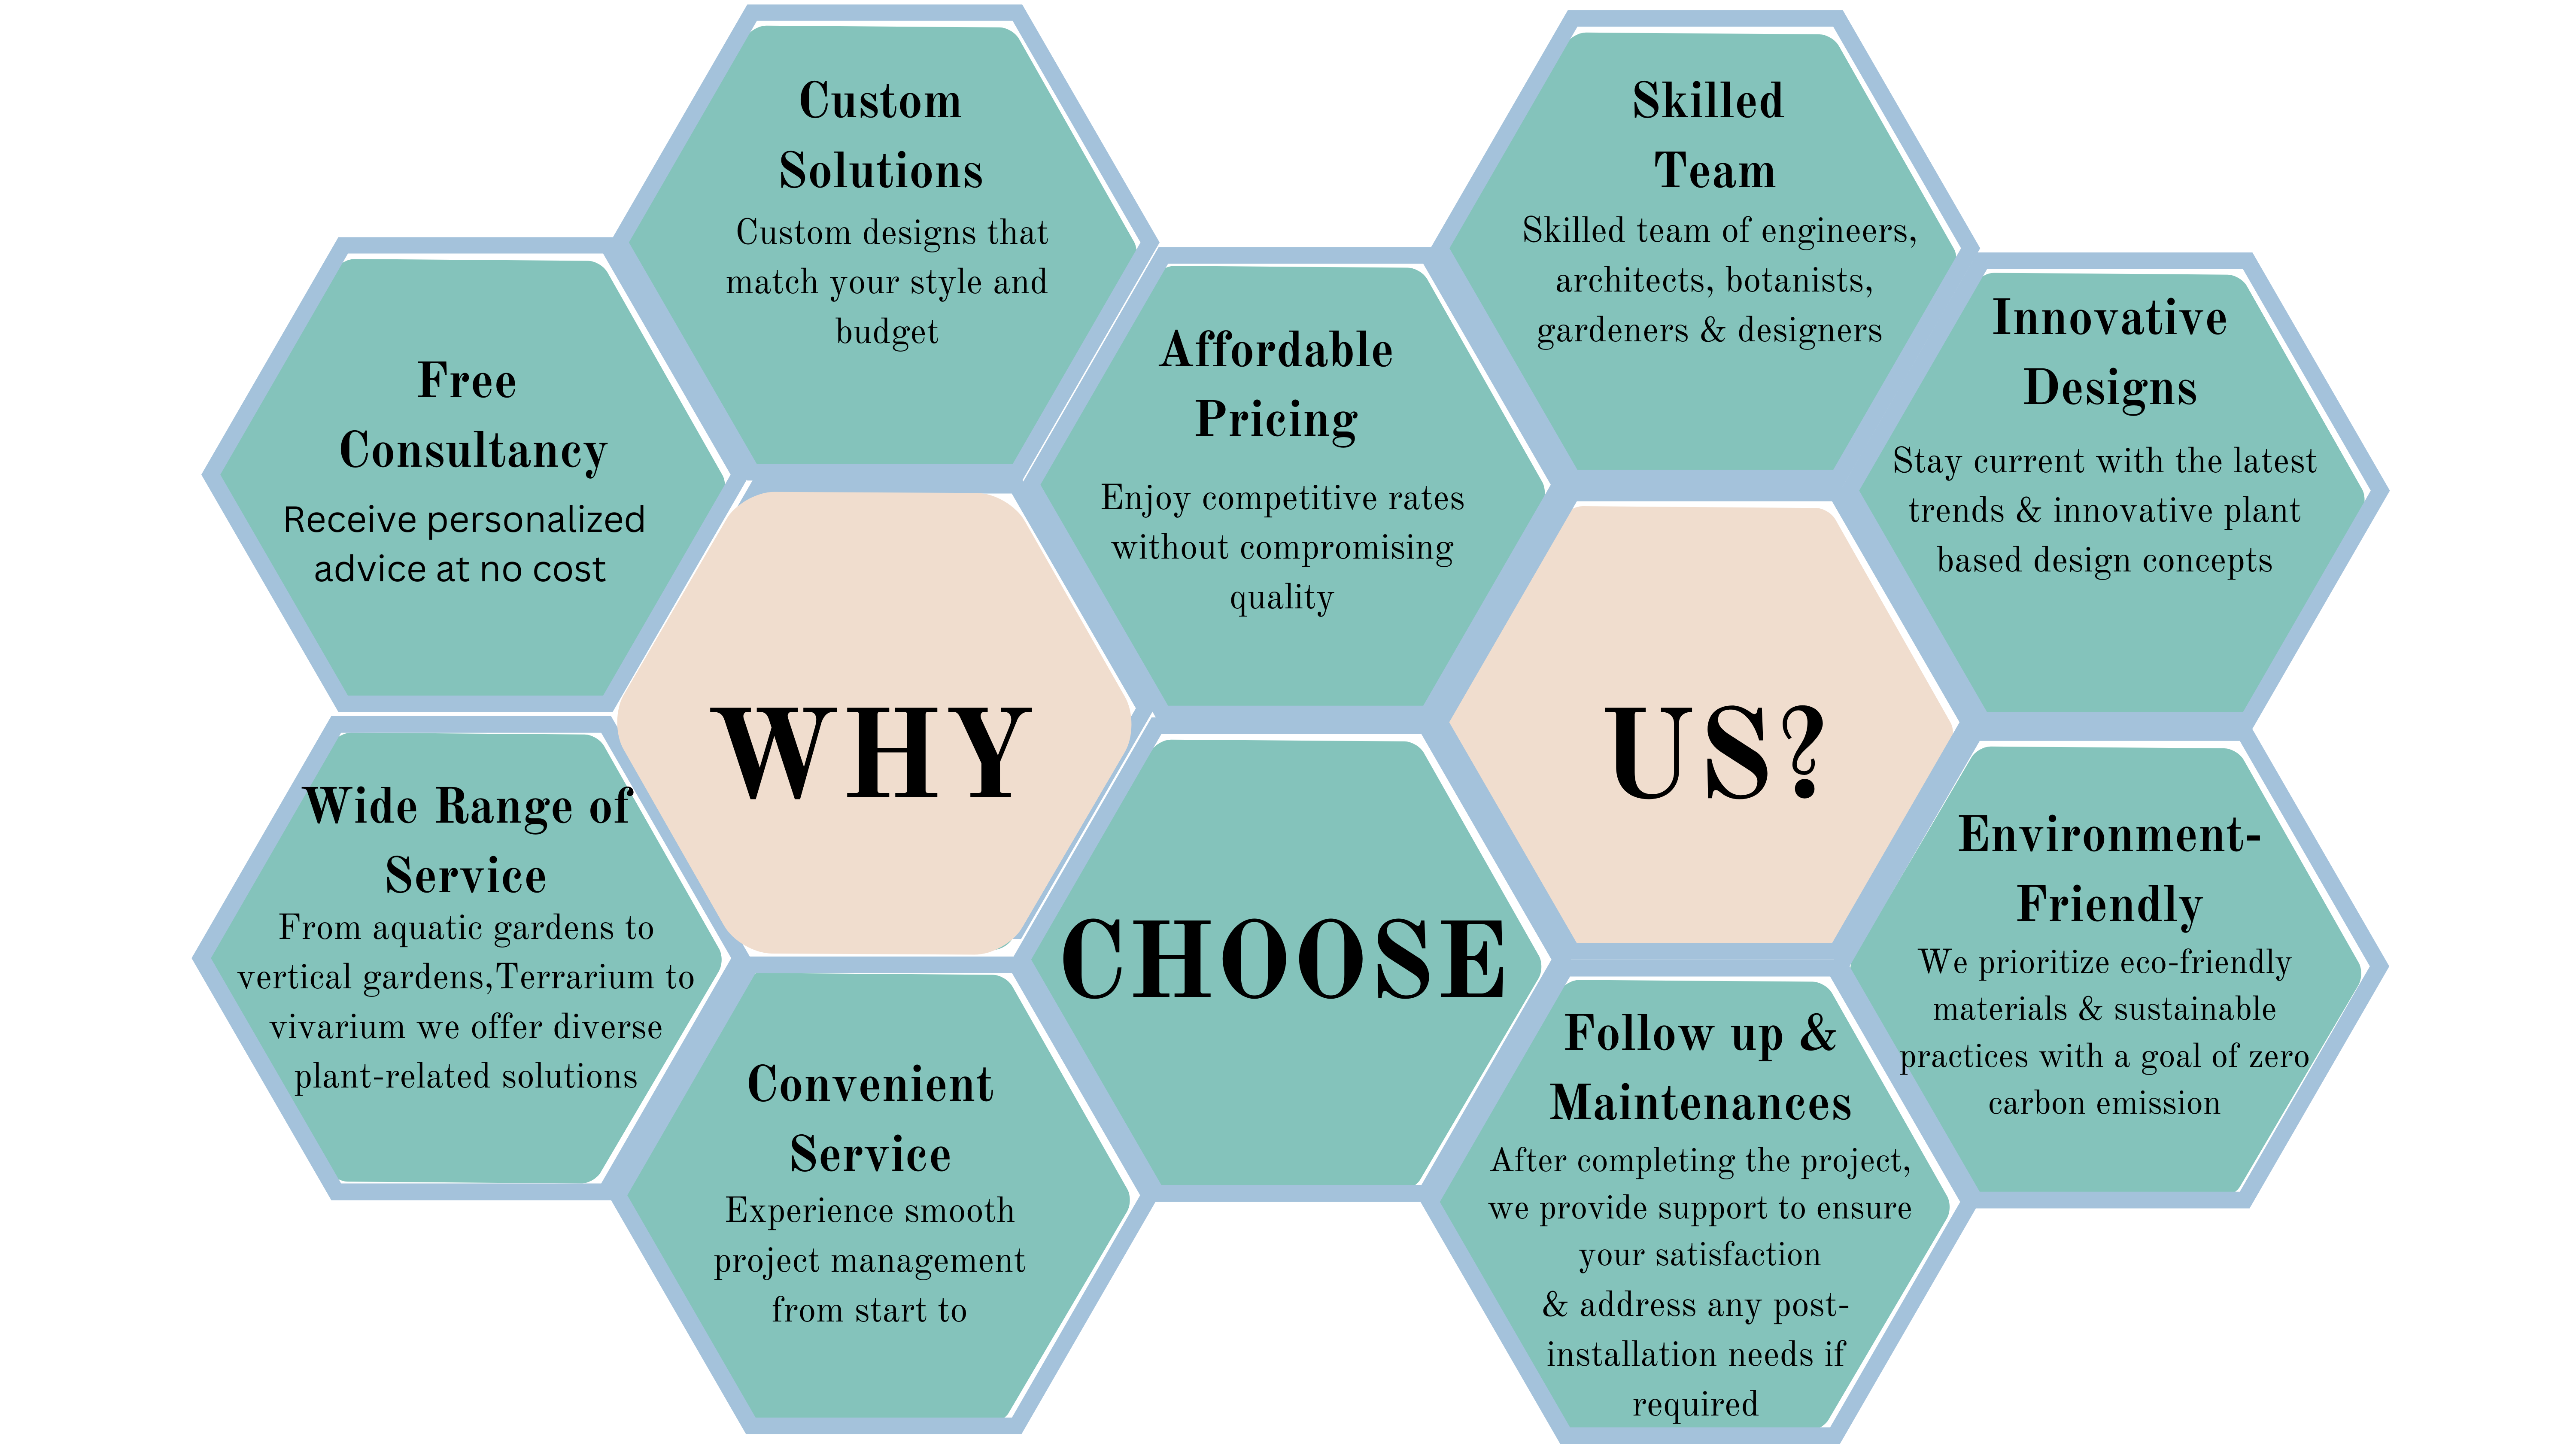 Custom
Solutions
Custom designs that
match your style and
budget
Skilled
Team
Skilled team of engineers,
architects, botanists,
gardeners & designers
Free
Consultancy
Receive personalized
advice at no cost
Affordable
Pricing
Enjoy competitive rates
without compromising
quality
Innovative
Designs
Stay current with the latest
trends & innovative plant
based design concepts
WHY
CHOOSE
US?
Wide Range of
Service
From aquatic gardens to
vertical gardens,Terrarium to
vivarium we offer diverse
plant-related solutions
Convenient
Service
Experience smooth
project management
from start to
Follow up &
Maintenances
After completing the project,
we provide support to ensure
your satisfaction
& address any post-
installation needs if
required
Environment-
Friendly
We prioritize eco-friendly
materials & sustainable
practices with a goal of zero
carbon emission